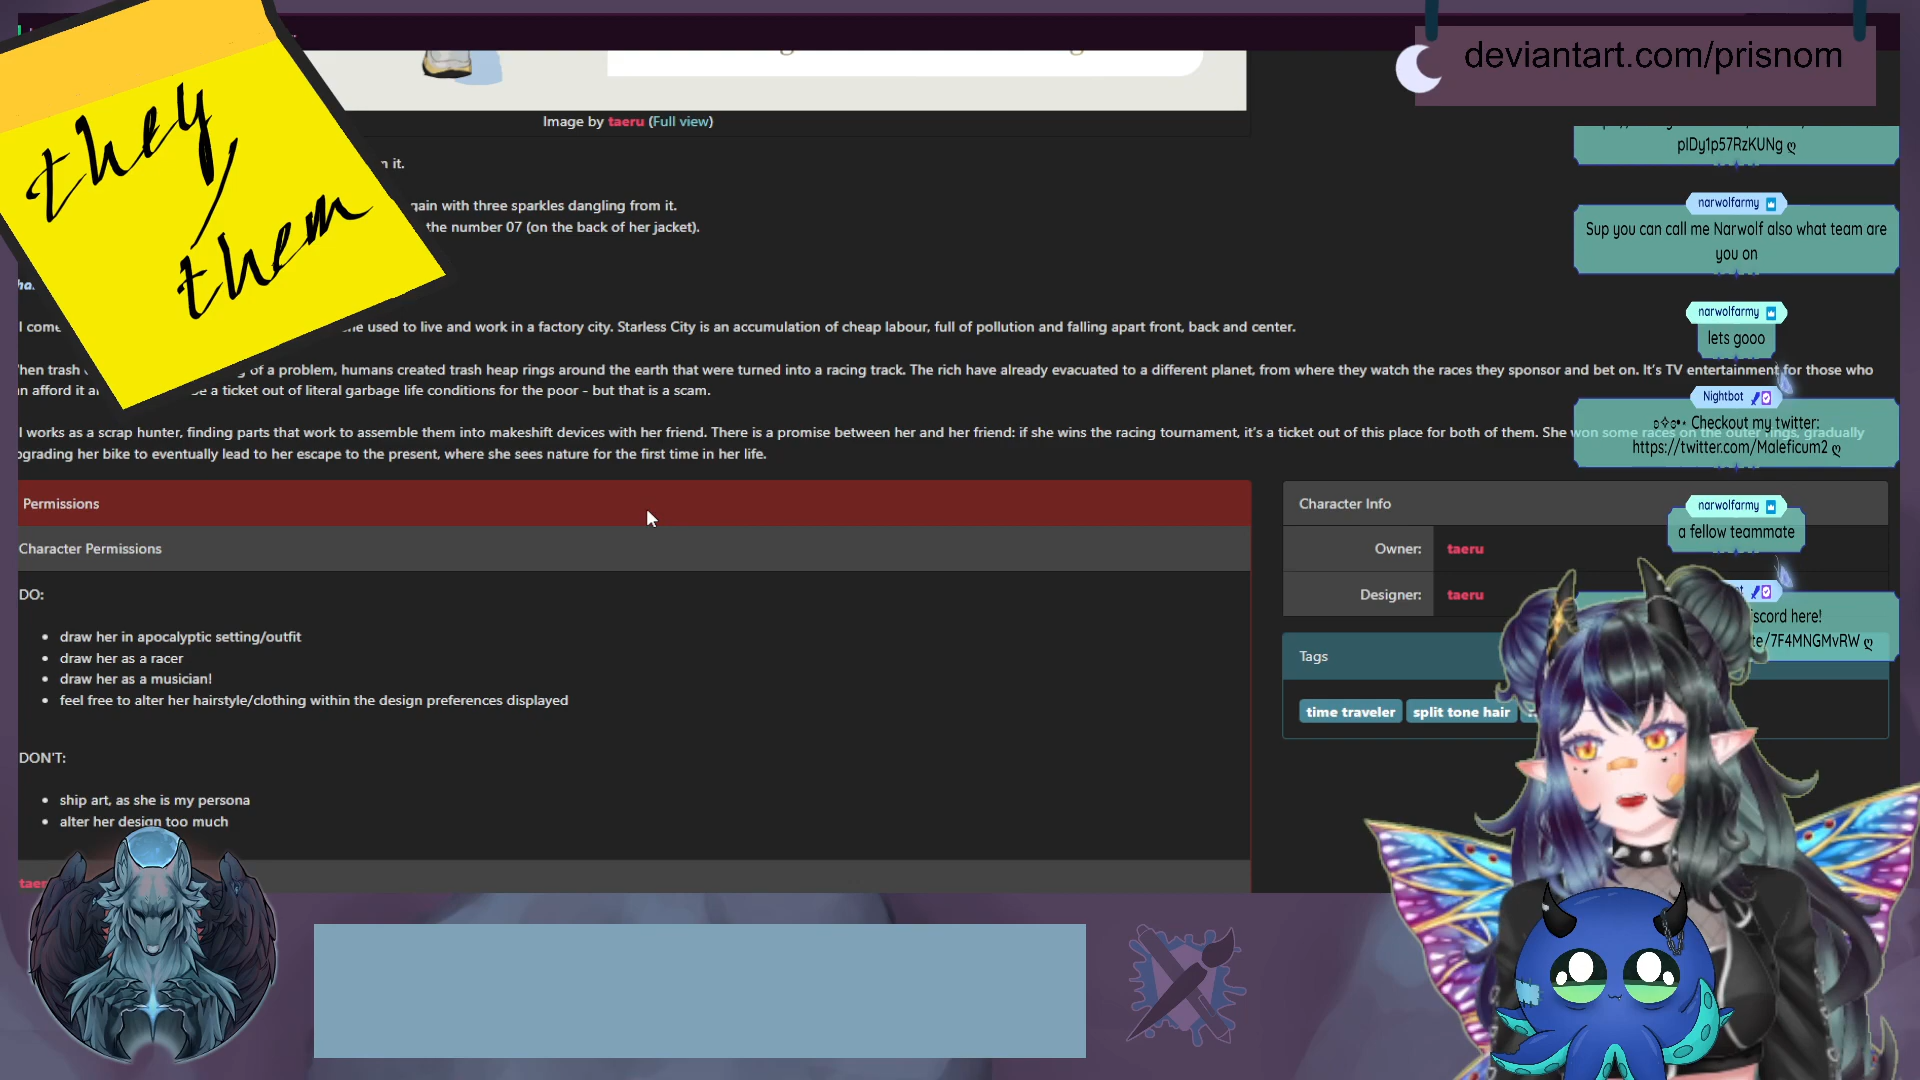 they
/
them
deviantart.com/prisnom
Image by taeru (Full view)
it.
with three sparkles dangling from it.
the number 07 (on the back of her jacket).
used to live and work in a factory city. Starless City is an accumulation of cheap labour, full of pollution and falling apart front, back and center.
trash of a problem, humans created trash heap rings around the earth that were turned into a racing track. The rich have already evacuated to a different planet, from where they watch the races they sponsor and bet on. It's TV entertainment for those who
afford it a ticket out of literal garbage life conditions for the poor - but that is a scam.
works as a scrap hunter, finding parts that work to assemble them into makeshift devices with her friend. There is a promise between her and her friend: if she wins the racing tournament, it's a ticket out of this place for both of them. She won some races on the outer rings, gradually
her bike to eventually lead to her escape to the present, where she sees nature for the first time in her life.
Permissions
Character Permissions
DO:
• draw her in apocalyptic setting/outfit
• draw her as a racer
• draw her as a musician!
• feel free to alter her hairstyle/clothing within the design preferences displayed
DON'T:
• ship art, as she is my persona
• alter her design too much
Character Info
Owner: taeru
Designer: taeru
Tags
time traveler split tone hair
pIDy1p57RzKUNg ღ
narwolfarmy
Sup you can call me Narwolf also what team are
you on
narwolfarmy
lets gooo
Nightbot
Checkout my twitter:
https://twitter.com/Maleficum2 ღ
narwolfarmy
a fellow teammate
here!
te/7F4MNGMvRW ღ